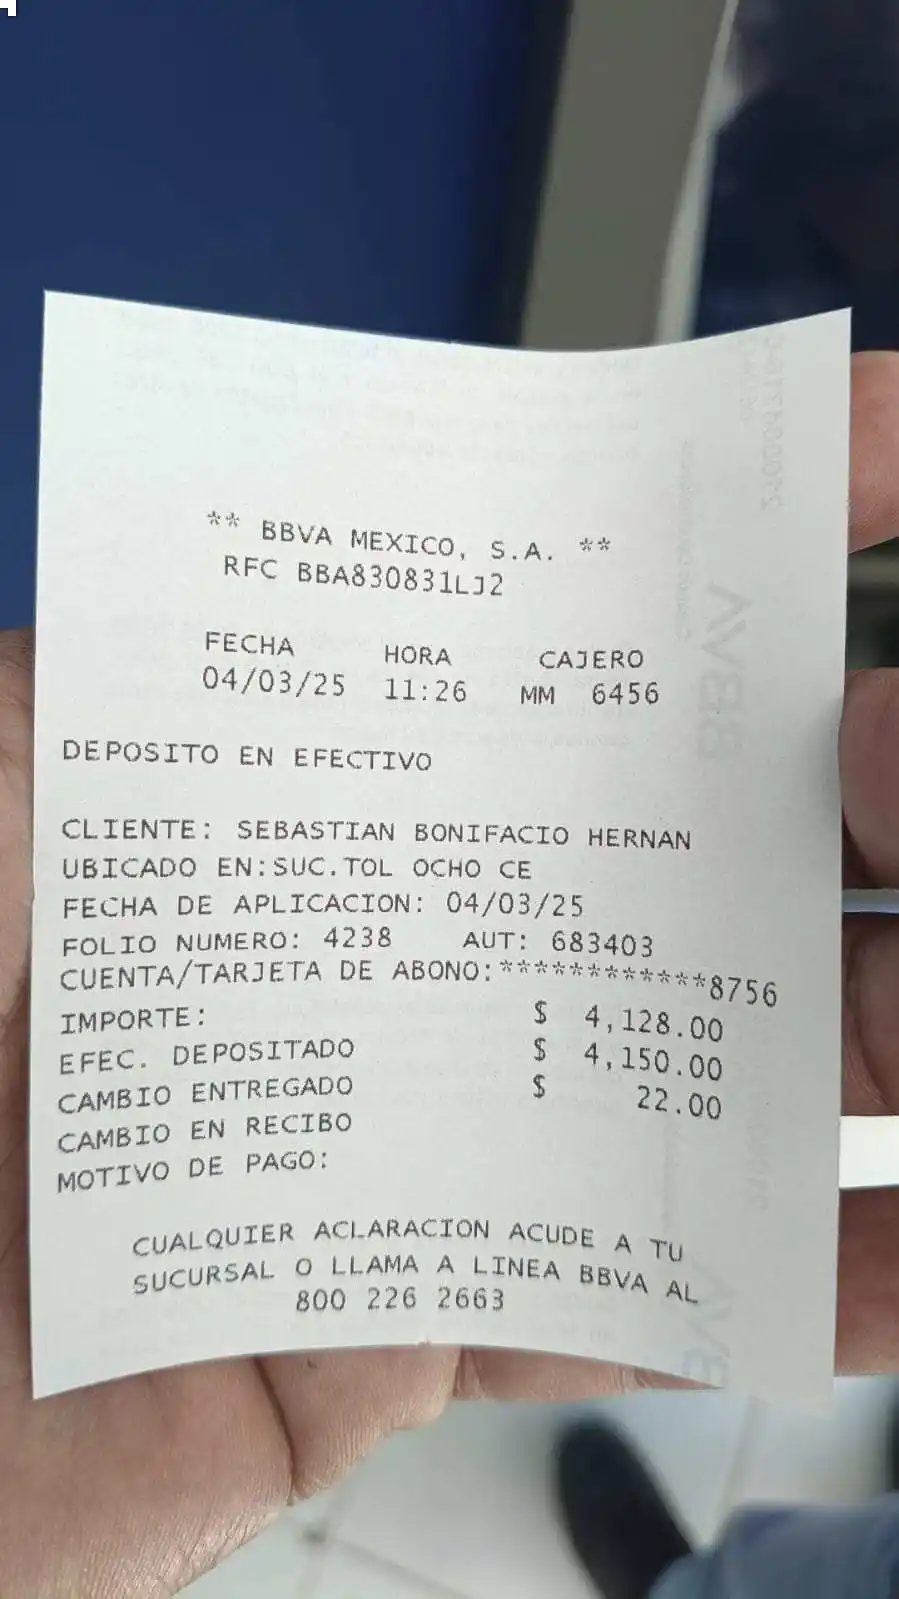 ** BBVA MEXICO, S.A. **
RFC BBA830831LJ2
FECHA HORA CAJERO
04/03/25 11:26 MM 6456
DEPOSITO EN EFECTIVO
CLIENTE: SEBASTIAN BONIFACIO HERNAN
UBICADO EN:SUC.TOL OCHO CE
FECHA DE APLICACION: 04/03/25
FOLIO NUMERO: 4238 AUT: 683403
CUENTA/TARJETA DE ABONO:************8756
IMPORTE: $ 4,128.00
EFEC. DEPOSITADO $ 4,150.00
CAMBIO ENTREGADO $ 22.00
CAMBIO EN RECIBO
MOTIVO DE PAGO:
CUALQUIER ACLARACION ACUDE A TU
SUCURSAL O LLAMA A LINEA BBVA AL
800 226 2663
BBVA